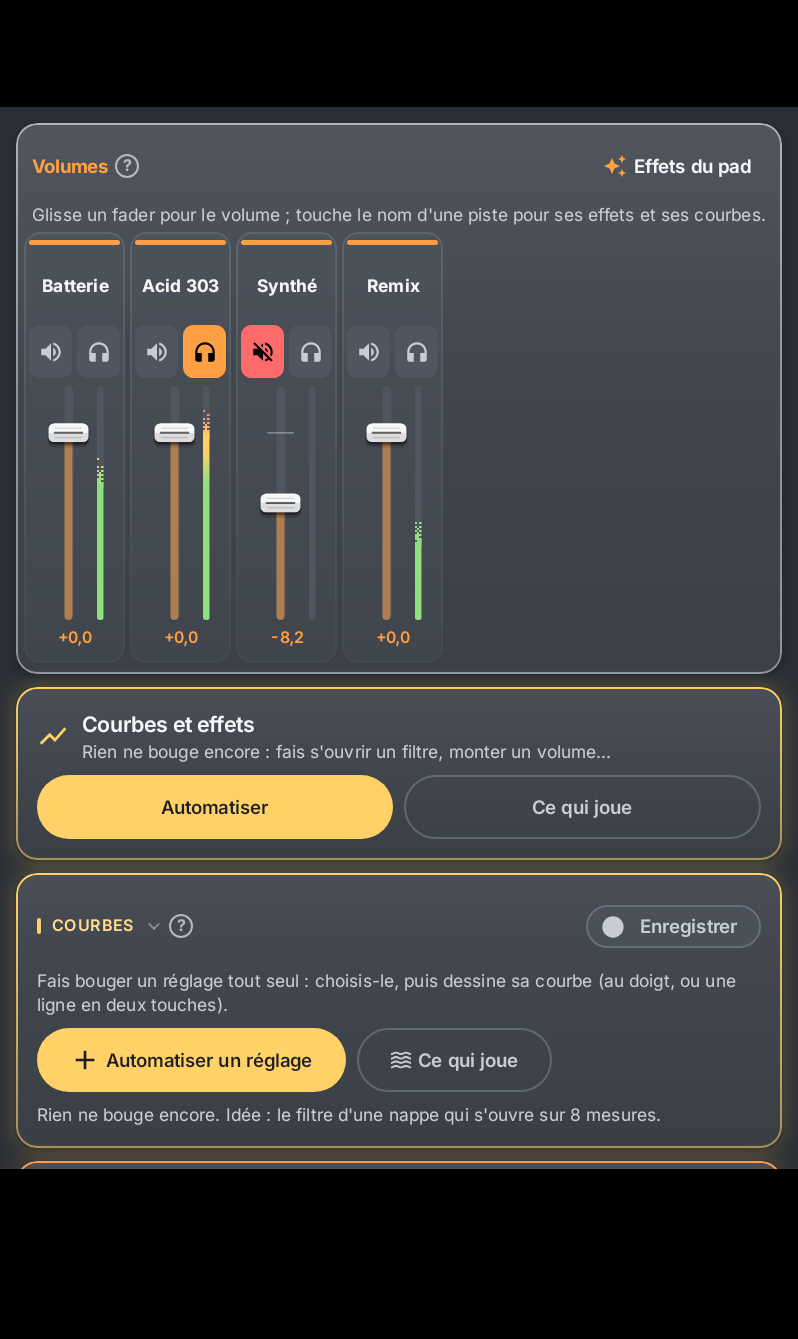 Volumes ?
Effets du pad
Glisse un fader pour le volume ; touche le nom d'une piste pour ses effets et ses courbes.
Batterie
Acid 303
Synthé
Remix
+0,0
+0,0
-8,2
+0,0
Courbes et effets
Rien ne bouge encore : fais s'ouvrir un filtre, monter un volume...
Automatiser
Ce qui joue
COURBES ?
Enregistrer
Fais bouger un réglage tout seul : choisis-le, puis dessine sa courbe (au doigt, ou une
ligne en deux touches).
Automatiser un réglage
Ce qui joue
Rien ne bouge encore. Idée : le filtre d'une nappe qui s'ouvre sur 8 mesures.